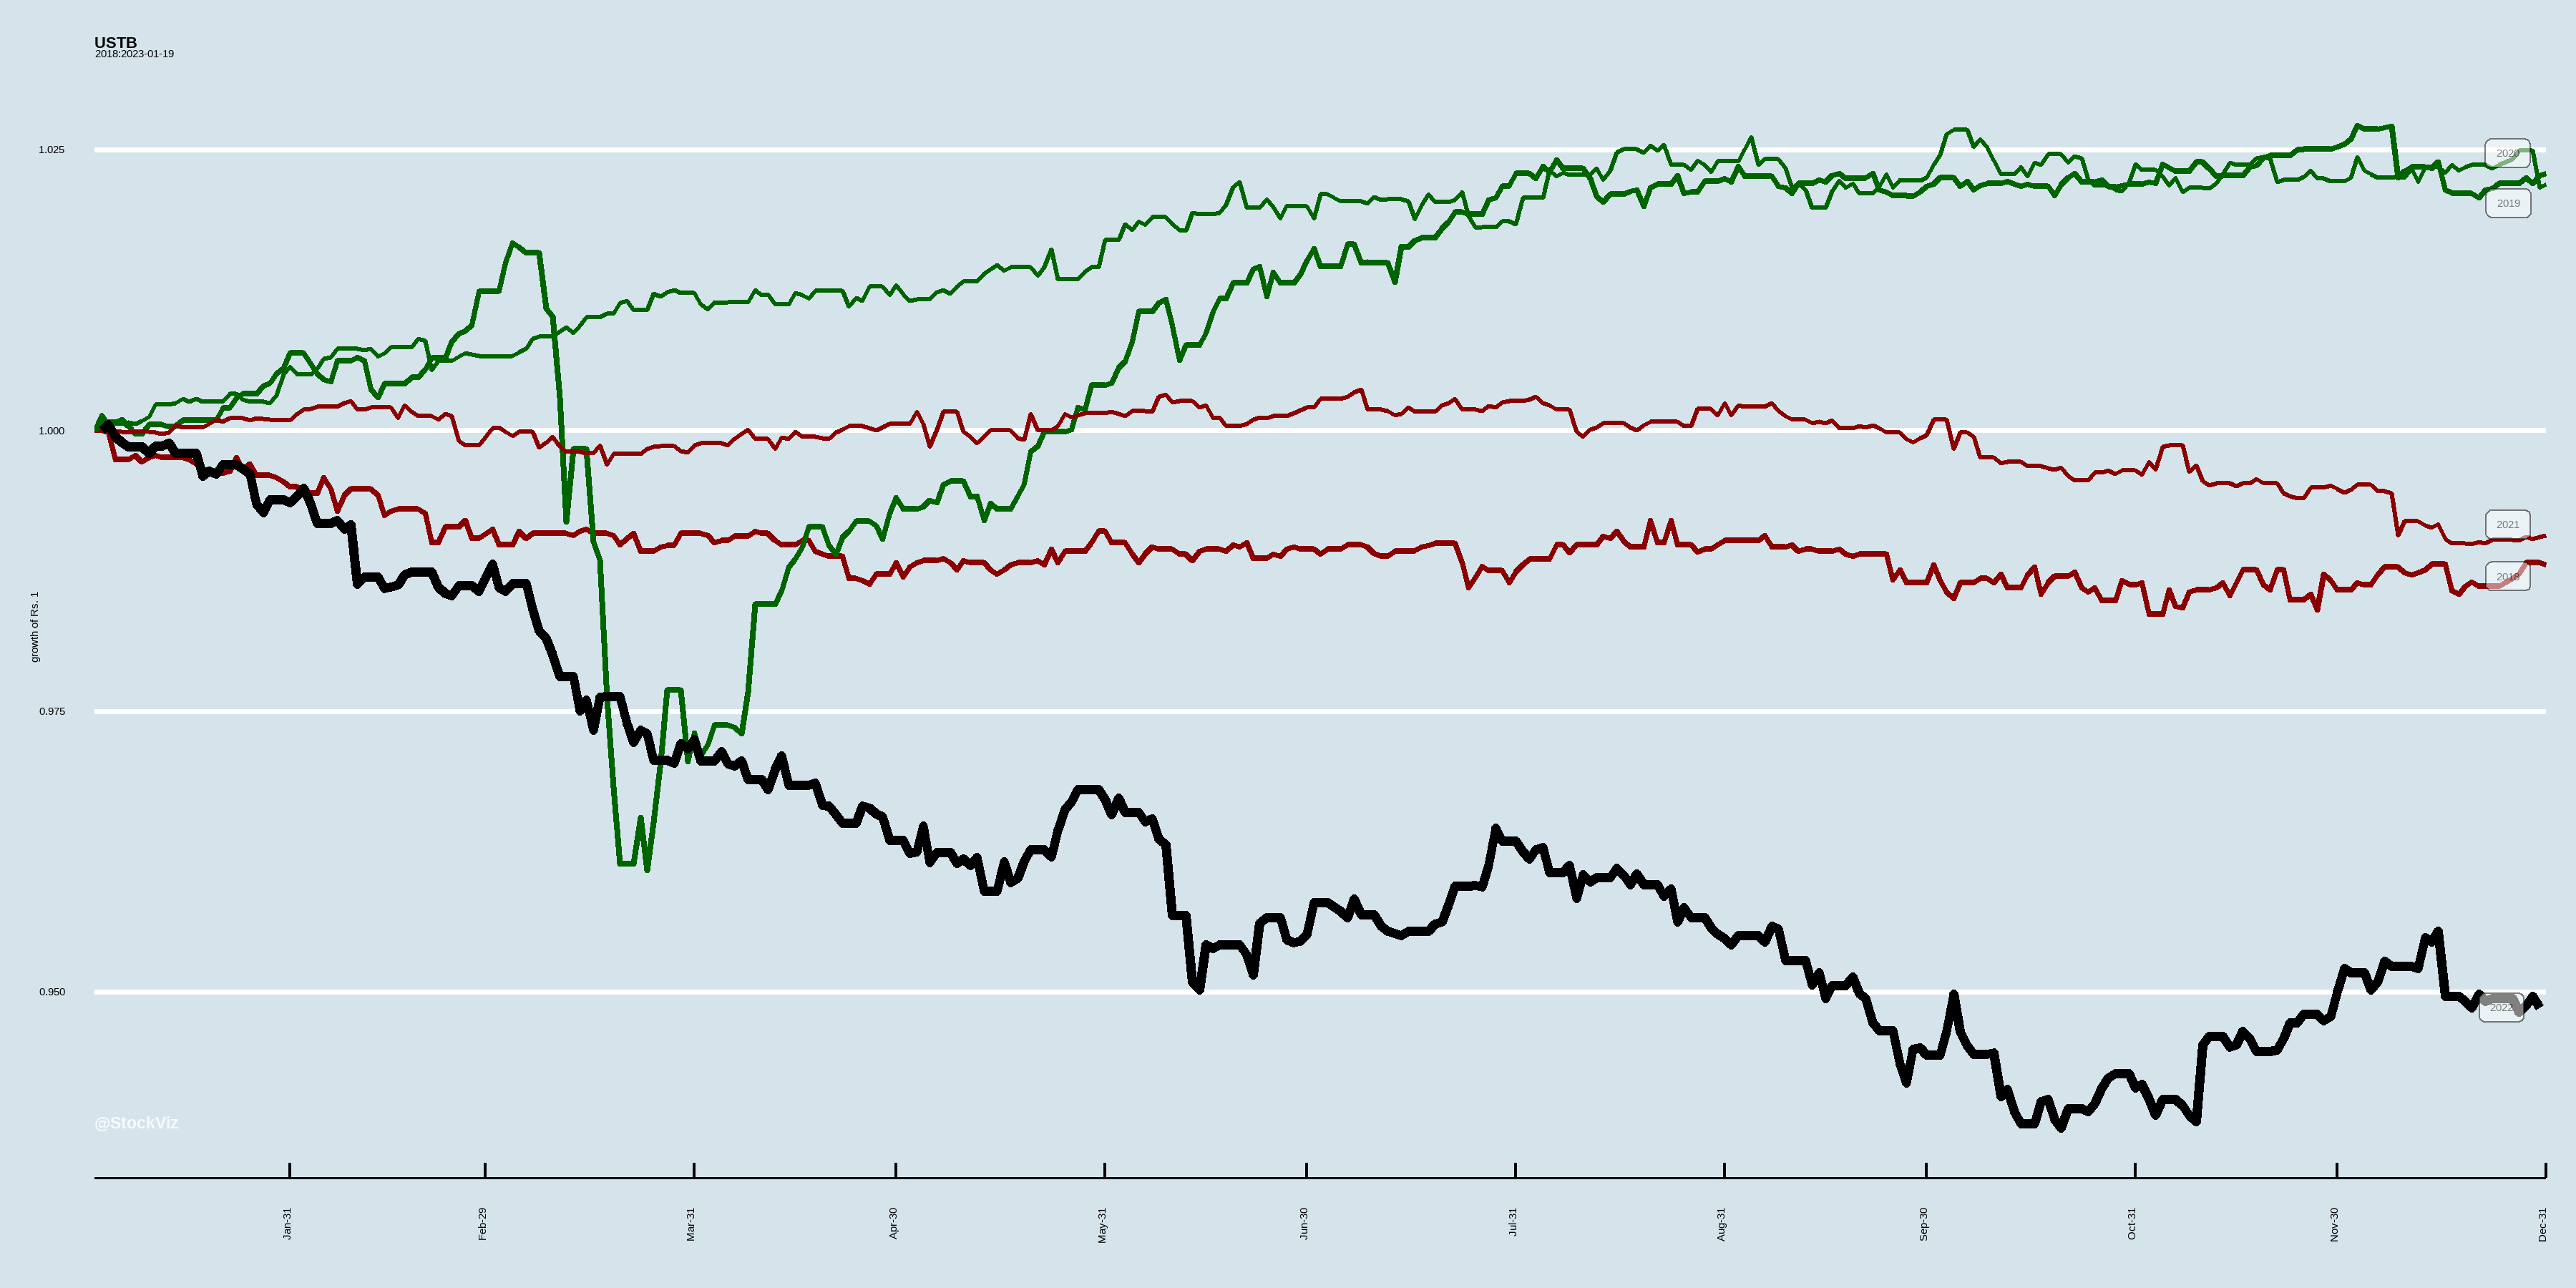 USTB
2018:2023-01-19
1.025
1.000
0.975
0.950
growth of Rs. 1
2020
2019
2021
2018
2022
@StockViz
Jan-31
Feb-29
Mar-31
Apr-30
May-31
Jun-30
Jul-31
Aug-31
Sep-30
Oct-31
Nov-30
Dec-31